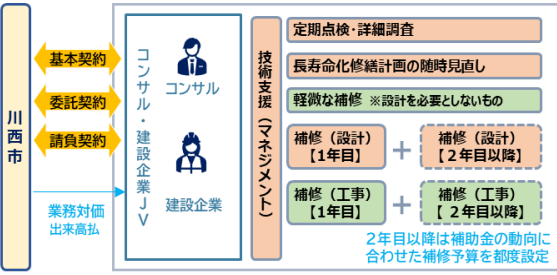 川西市
基本契約
委託契約
請負契約
業務対価
出来高払
コンサル・建設企業JV
コンサル
建設企業
技術支援(マネジメント)
定期点検・詳細調査
長寿命化修繕計画の随時見直し
軽微な補修 ※設計を必要としないもの
補修(設計)
【1年目】
+
補修(設計)
【2年目以降】
補修(工事)
【1年目】
+
補修(工事)
【2年目以降】
2年目以降は補助金の動向に
合わせた補修予算を都度設定